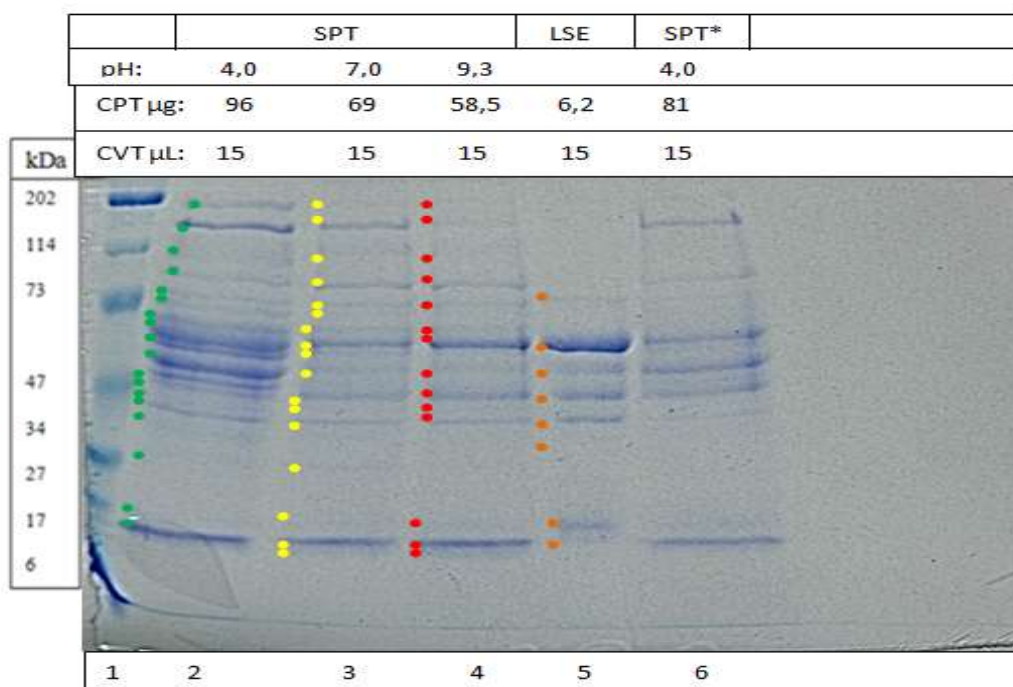 SPT LSE SPT*
pH: 4,0 7,0 9,3 4,0
CPT µg: 96 69 58,5 6,2 81
CVT µL: 15 15 15 15 15
kDa
202
114
73
47
34
27
17
6
1 2 3 4 5 6